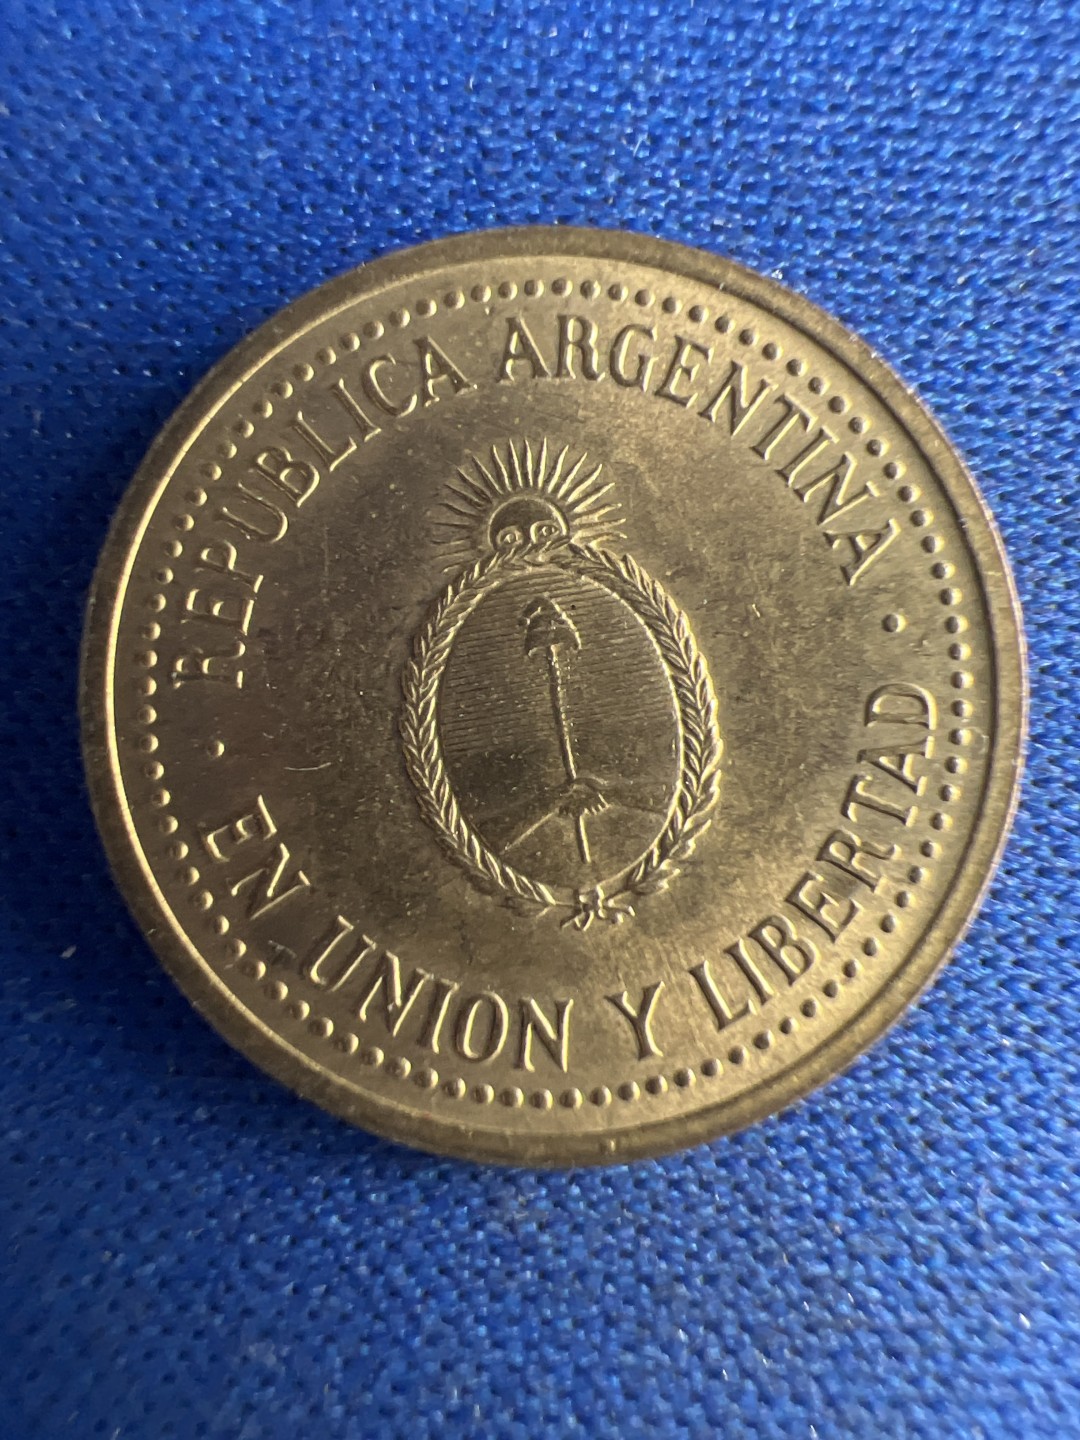 REPUBLICA ARGENTINA
· EN UNION Y LIBERTAD ·